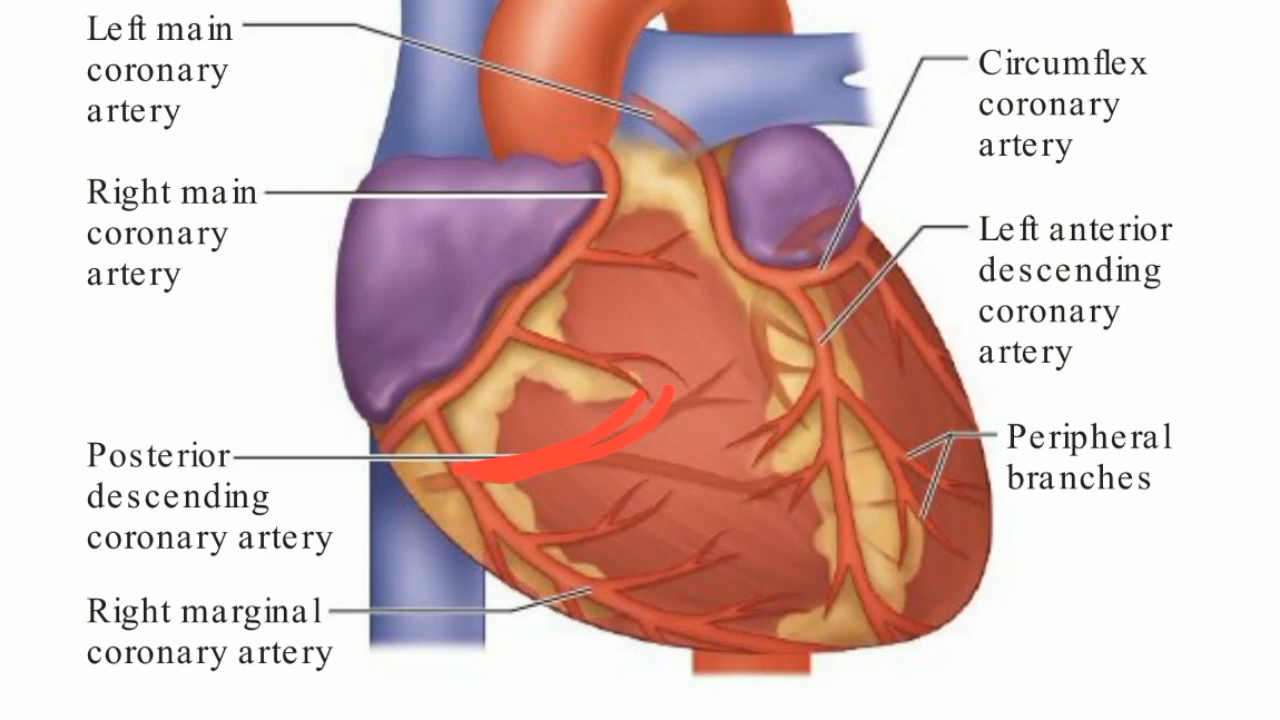 Left main
coronary
artery
Right main
coronary
artery
Posterior
descending
coronary artery
Right marginal
coronary artery
Circumflex
coronary
artery
Left anterior
descending
coronary
artery
Peripheral
branches